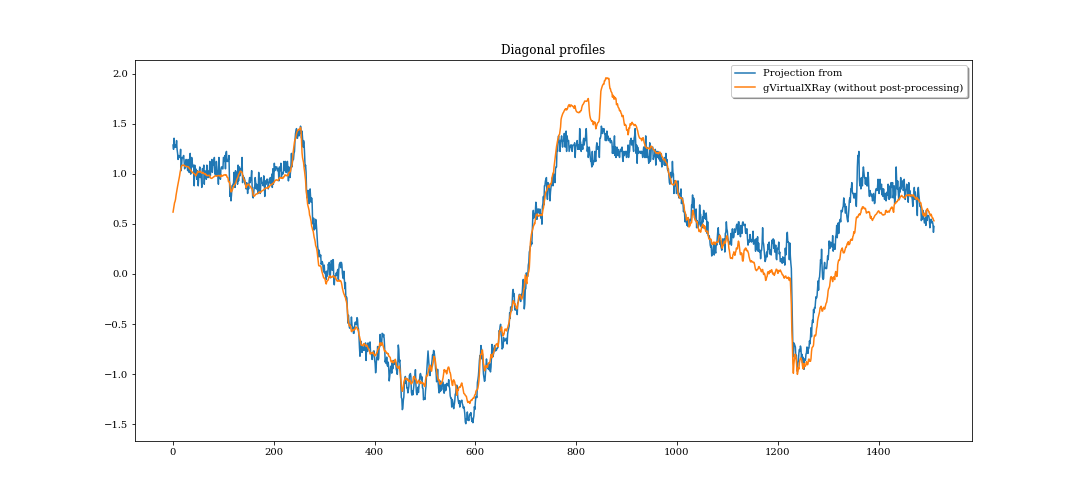 Diagonal profiles
Projection from
gVirtualXRay (without post-processing)
2.0
1.5
1.0
0.5
0.0
−0.5
−1.0
−1.5
0 200 400 600 800 1000 1200 1400